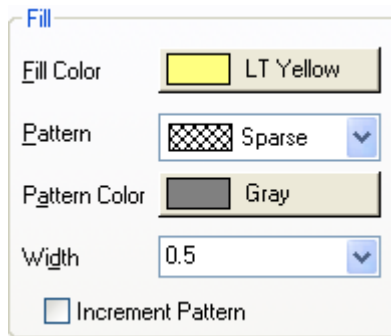 Fill
Fill Color LT Yellow
Pattern Sparse
Pattern Color Gray
Width 0.5
Increment Pattern